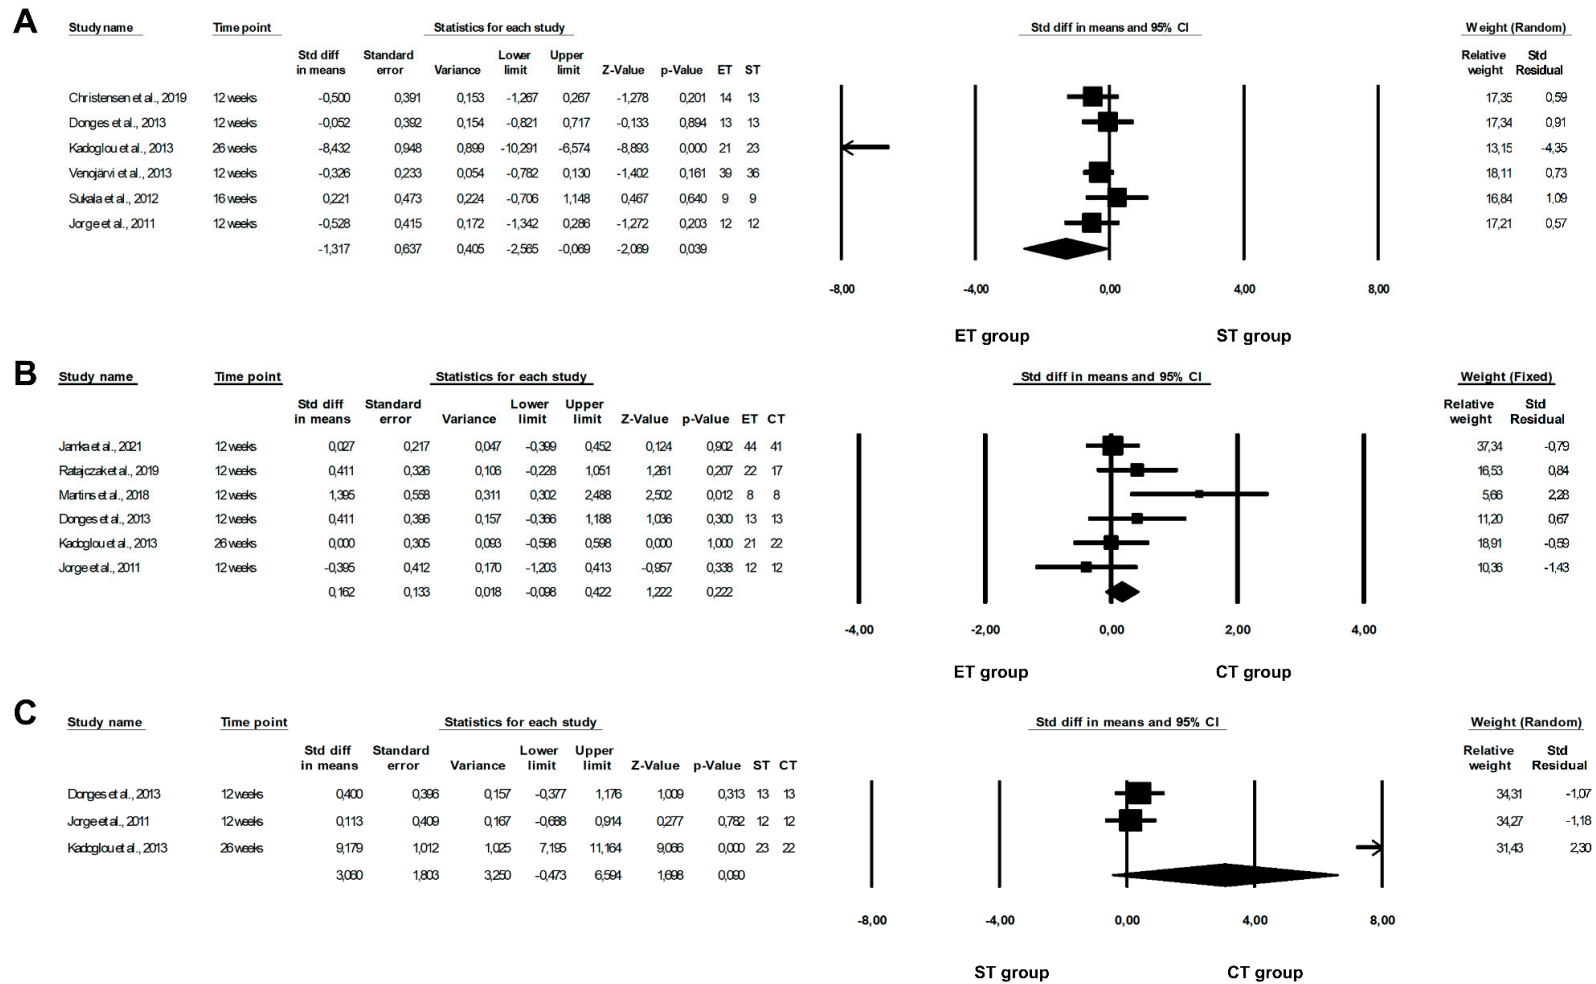 A
Study name Time point Statistics for each study Std diff in means and 95% CI Weight (Random)
Std diff in means Standard error Variance Lower limit Upper limit Z-Value p-Value ET ST Relative weight Std Residual
Christensen et al., 2019 12 weeks -0,500 0,391 0,153 -1,267 0,267 -1,278 0,201 14 13 17,35 0,59
Donges et al., 2013 12 weeks -0,052 0,392 0,154 -0,821 0,717 -0,133 0,894 13 13 17,34 0,91
Kadoglou et al., 2013 26 weeks -8,432 0,948 0,899 -10,291 -6,574 -8,893 0,000 21 23 13,15 -4,35
Venojärvi et al., 2013 12 weeks -0,326 0,233 0,054 -0,782 0,130 -1,402 0,161 39 36 18,11 0,73
Sukala et al., 2012 16 weeks 0,221 0,473 0,224 -0,706 1,148 0,467 0,640 9 9 16,84 1,09
Jorge et al., 2011 12 weeks -0,528 0,415 0,172 -1,342 0,286 -1,272 0,203 12 12 17,21 0,57
-1,317 0,637 0,405 -2,565 -0,069 -2,069 0,039
-8,00 -4,00 0,00 4,00 8,00
ET group ST group
B
Study name Time point Statistics for each study Std diff in means and 95% CI Weight (Fixed)
Std diff in means Standard error Variance Lower limit Upper limit Z-Value p-Value ET CT Relative weight Std Residual
Jamka et al., 2021 12 weeks 0,027 0,217 0,047 -0,399 0,452 0,124 0,902 44 41 37,34 -0,79
Ratajczak et al., 2019 12 weeks 0,411 0,326 0,106 -0,228 1,051 1,261 0,207 22 17 16,53 0,84
Martins et al., 2018 12 weeks 1,395 0,558 0,311 0,302 2,488 2,502 0,012 8 8 5,66 2,28
Donges et al., 2013 12 weeks 0,411 0,396 0,157 -0,366 1,188 1,036 0,300 13 13 11,20 0,67
Kadoglou et al., 2013 26 weeks 0,000 0,305 0,093 -0,598 0,598 0,000 1,000 21 22 18,91 -0,59
Jorge et al., 2011 12 weeks -0,395 0,412 0,170 -1,203 0,413 -0,957 0,338 12 12 10,36 -1,43
0,162 0,133 0,018 -0,098 0,422 1,222 0,222
-4,00 -2,00 0,00 2,00 4,00
ET group CT group
C
Study name Time point Statistics for each study Std diff in means and 95% CI Weight (Random)
Std diff in means Standard error Variance Lower limit Upper limit Z-Value p-Value ST CT Relative weight Std Residual
Donges et al., 2013 12 weeks 0,400 0,396 0,157 -0,377 1,176 1,009 0,313 13 13 34,31 -1,07
Jorge et al., 2011 12 weeks 0,113 0,409 0,167 -0,688 0,914 0,277 0,782 12 12 34,27 -1,18
Kadoglou et al., 2013 26 weeks 9,179 1,012 1,025 7,195 11,164 9,066 0,000 23 22 31,43 2,30
3,060 1,803 3,250 -0,473 6,594 1,698 0,090
-8,00 -4,00 0,00 4,00 8,00
ST group CT group